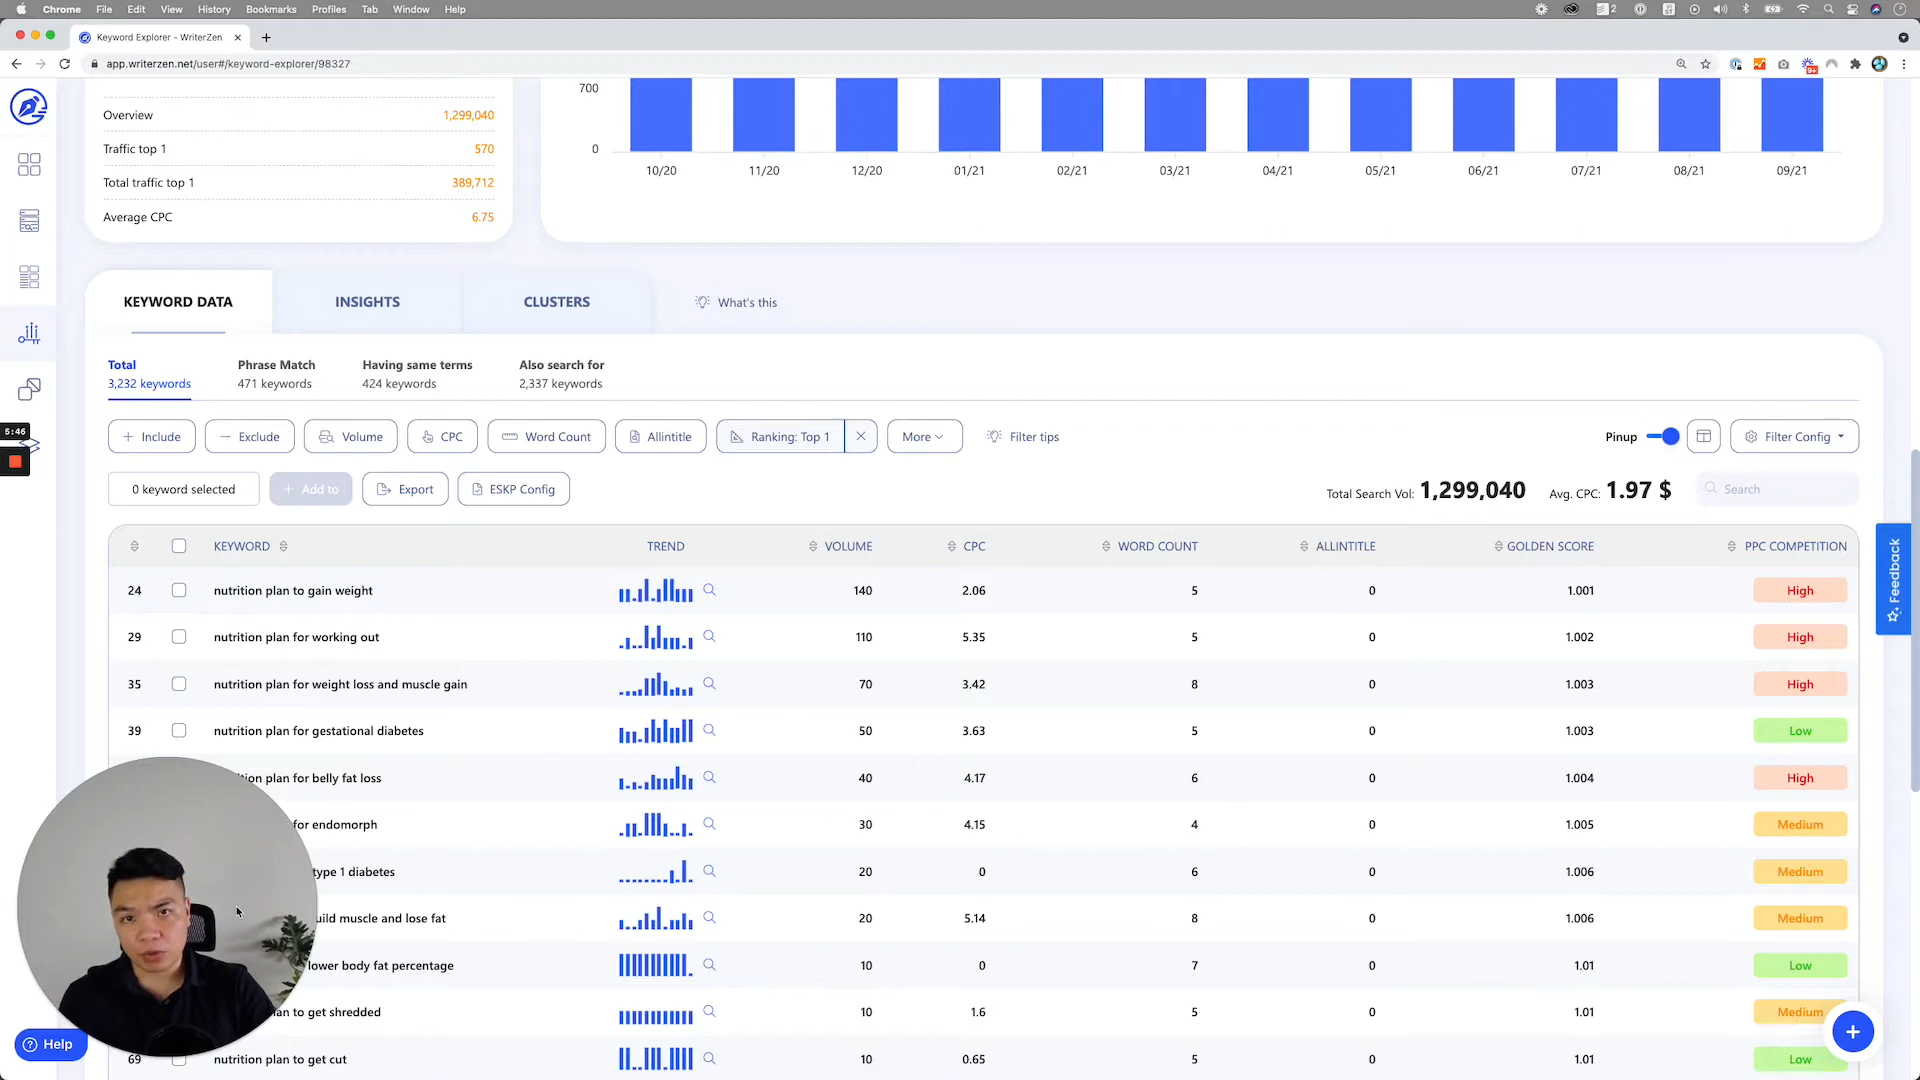 Chrome File Edit View History Bookmarks Profiles Tab Window Help
Keyword Explorer – WriterZen
app.writerzen.net/user#/keyword-explorer/98327
Overview 1,299,040
Traffic top 1 570
Total traffic top 1 389,712
Average CPC 6.75
700
0
10/20 11/20 12/20 01/21 02/21 03/21 04/21 05/21 06/21 07/21 08/21 09/21
KEYWORD DATA INSIGHTS CLUSTERS What's this
Total Phrase Match Having same terms Also search for
3,232 keywords 471 keywords 424 keywords 2,337 keywords
5:46
+ Include − Exclude Volume CPC Word Count Allintitle Ranking: Top 1 More Filter tips Pinup Filter Config
0 keyword selected + Add to Export ESKP Config Total Search Vol: 1,299,040 Avg. CPC: 1.97 $ Search
KEYWORD TREND VOLUME CPC WORD COUNT ALLINTITLE GOLDEN SCORE PPC COMPETITION
24 nutrition plan to gain weight 140 2.06 5 0 1.001 High
29 nutrition plan for working out 110 5.35 5 0 1.002 High
35 nutrition plan for weight loss and muscle gain 70 3.42 8 0 1.003 High
39 nutrition plan for gestational diabetes 50 3.63 5 0 1.003 Low
plan for belly fat loss 40 4.17 6 0 1.004 High
for endomorph 30 4.15 4 0 1.005 Medium
type 1 diabetes 20 0 6 0 1.006 Medium
muscle and lose fat 20 5.14 8 0 1.006 Medium
lower body fat percentage 10 0 7 0 1.01 Low
to get shredded 10 1.6 5 0 1.01 Medium
69 nutrition plan to get cut 10 0.65 5 0 1.01 Low
Feedback
Help